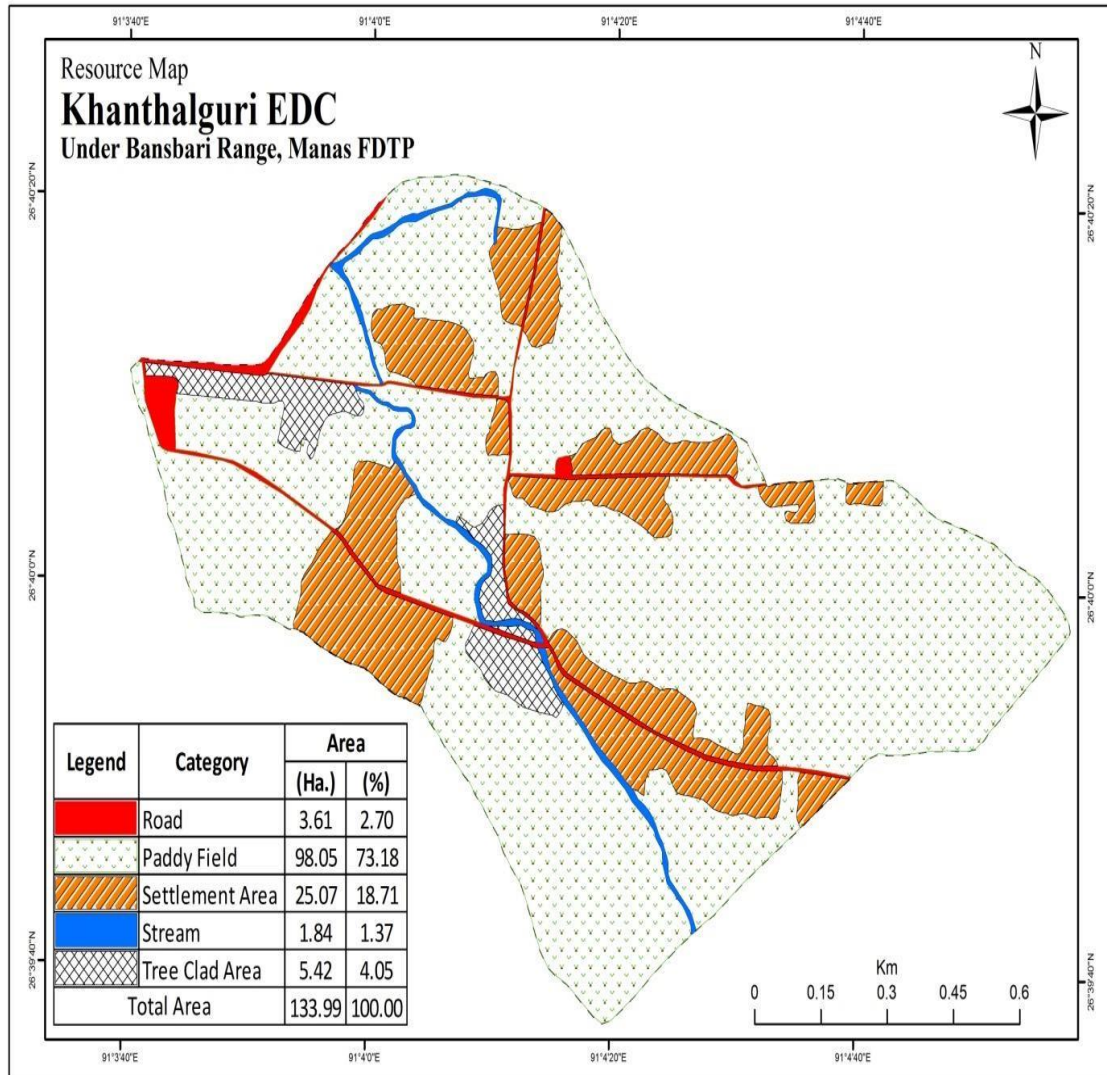 91°3'40"E 91°4'0"E 91°4'20"E 91°4'40"E
Resource Map
Khanthalguri EDC
Under Bansbari Range, Manas FDTP
N
26°40'20"N 26°40'20"N
26°40'0"N 26°40'0"N
26°39'40"N 26°39'40"N
Legend Category Area
(Ha.) (%)
Road 3.61 2.70
Paddy Field 98.05 73.18
Settlement Area 25.07 18.71
Stream 1.84 1.37
Tree Clad Area 5.42 4.05
Total Area 133.99 100.00
Km
0 0.15 0.3 0.45 0.6
91°3'40"E 91°4'0"E 91°4'20"E 91°4'40"E